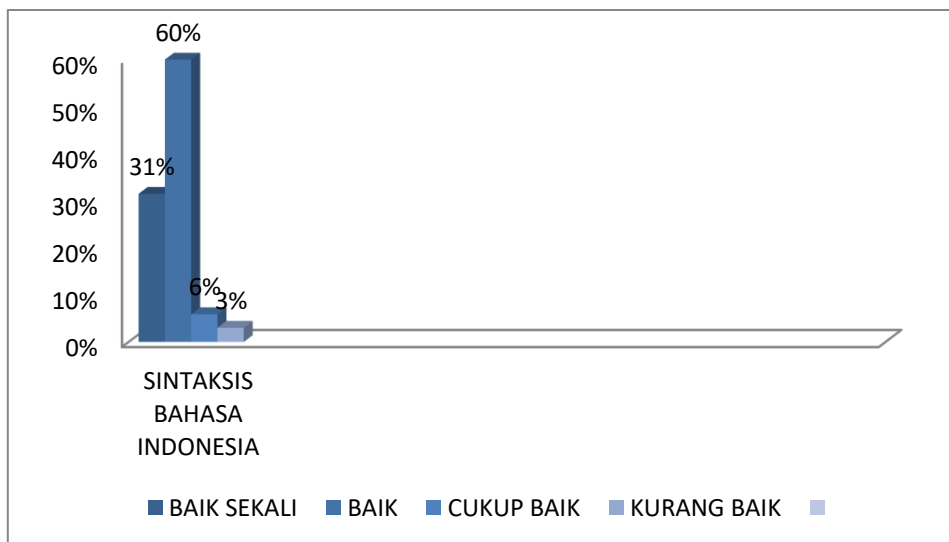 60%
60%
50%
40%
31%
30%
20%
10%
6%
3%
0%
SINTAKSIS
BAHASA
INDONESIA
BAIK SEKALI BAIK CUKUP BAIK KURANG BAIK